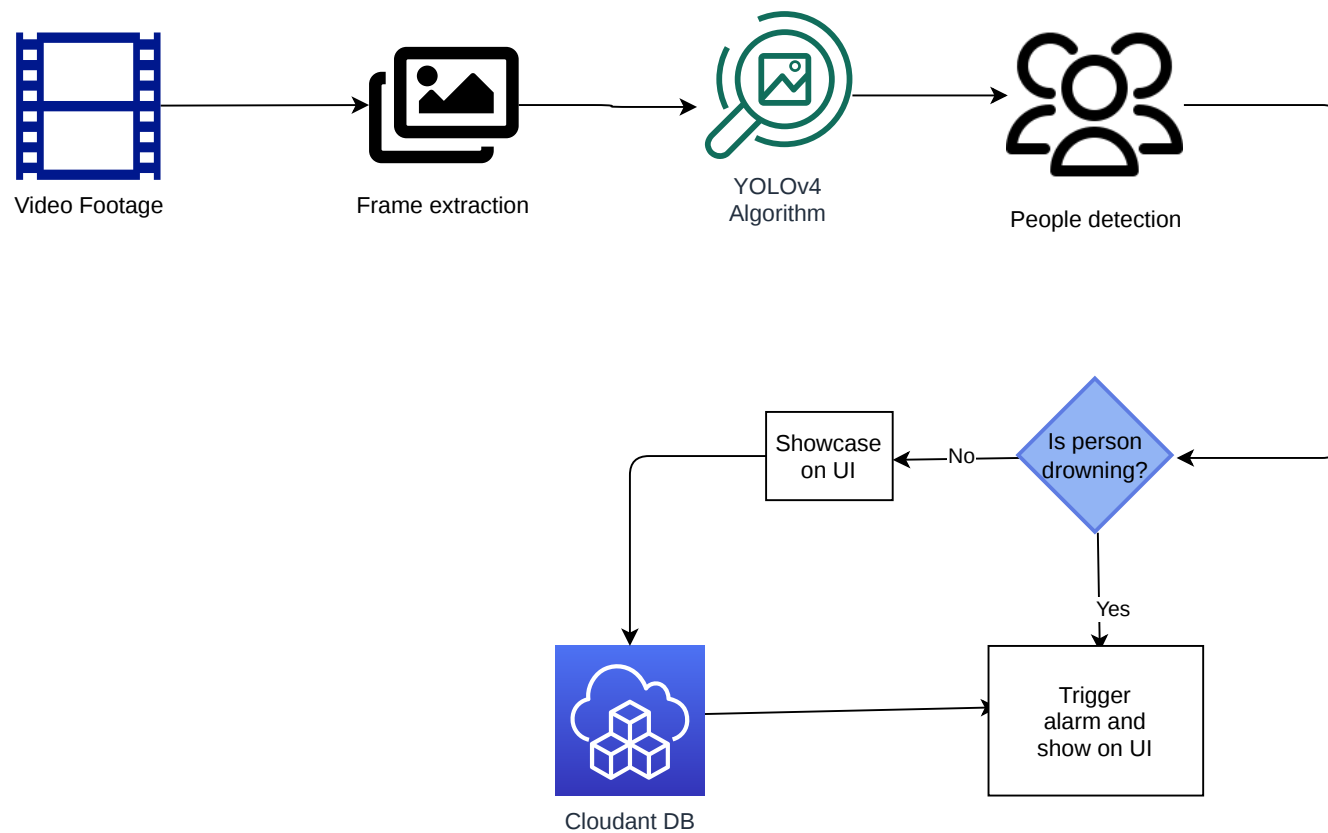 Video Footage
Frame extraction
YOLOv4
Algorithm
People detection
Showcase
on UI
No
Is person
drowning?
Yes
Trigger
alarm and
show on UI
Cloudant DB